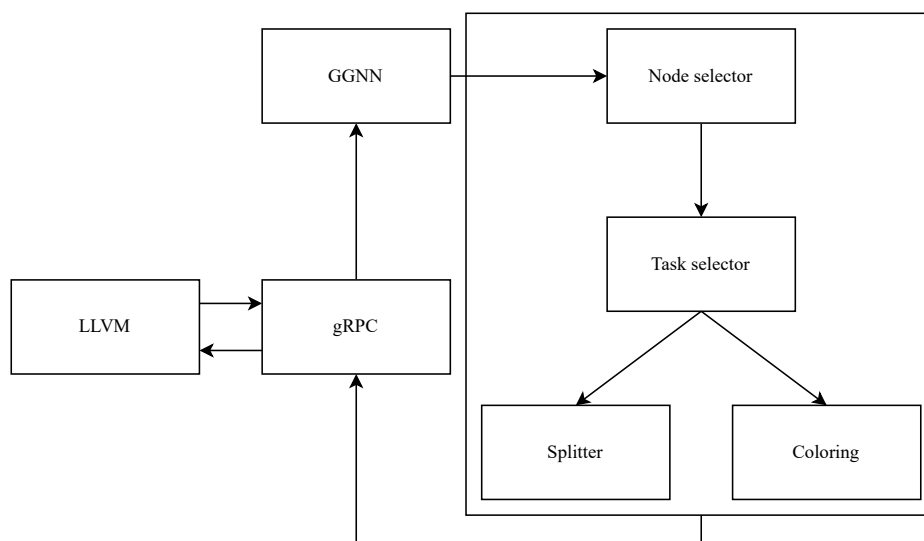 GGNN
Node selector
Task selector
LLVM
gRPC
Splitter
Coloring